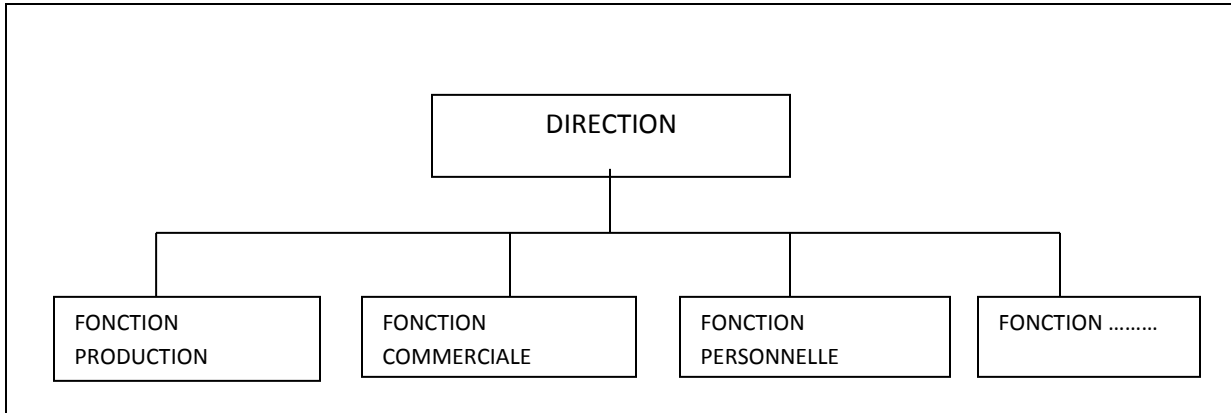 DIRECTION
FONCTION
PRODUCTION
FONCTION
COMMERCIALE
FONCTION
PERSONNELLE
FONCTION ………